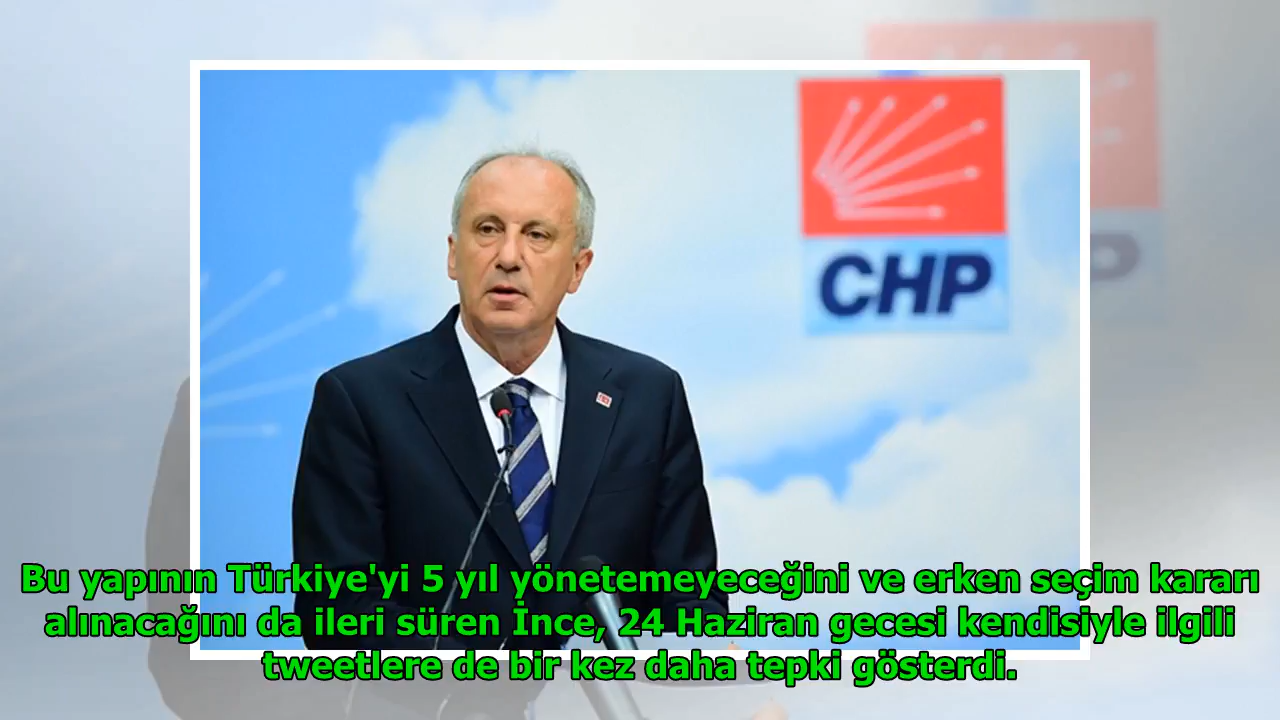 CHP
Bu yapının Türkiye'yi 5 yıl yönetemeyeceğini ve erken seçim kararı
alınacağını da ileri süren İnce, 24 Haziran gecesi kendisiyle ilgili
tweetlere de bir kez daha tepki gösterdi.